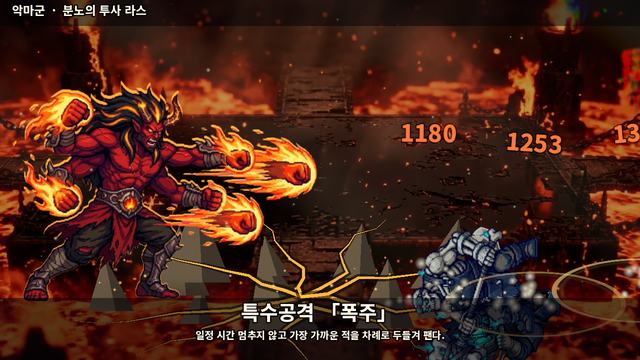 악마군 · 분노의 투사 라스
1180
1253
13
특수공격 「폭주」
일정 시간 멈추지 않고 가장 가까운 적을 차례로 두들겨 팬다.